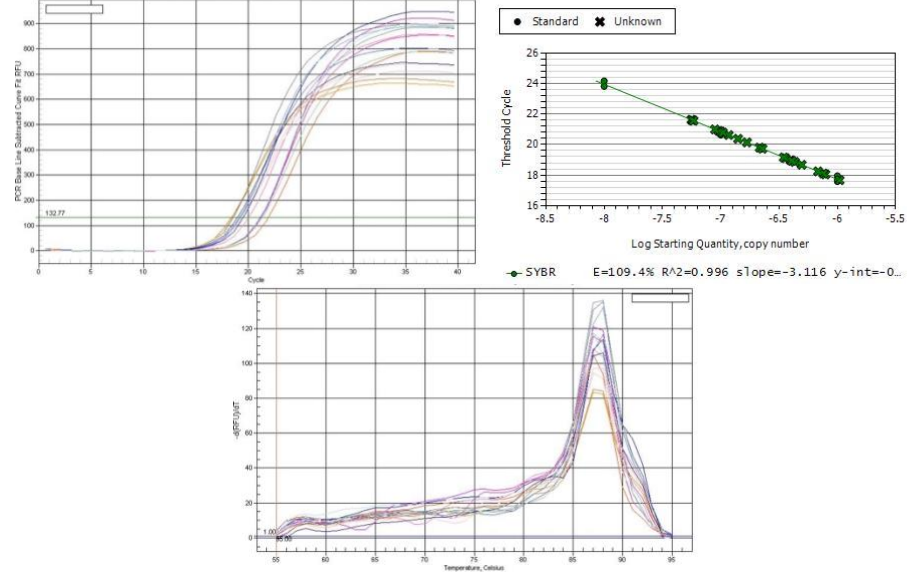 PCR Base Line Subtracted Curve Fit RFU
900
800
700
600
500
400
300
200
132.77
100
0
0 5 10 15 20 25 30 35 40
Cycle
Standard Unknown
Threshold Cycle
26
24
22
20
18
16
-8.5 -8 -7.5 -7 -6.5 -6 -5.5
Log Starting Quantity, copy number
SYBR E=109.4% R^2=0.996 slope=-3.116 y-int=-0…
-d(RFU)/dT
140
120
100
80
60
40
20
0
1.00
55 60 65 70 75 80 85 90 95
Temperature, Celsius